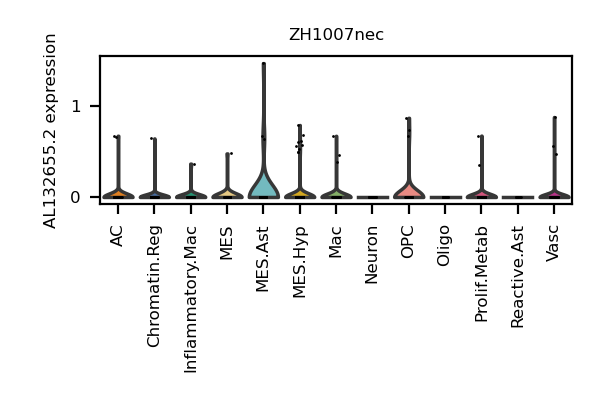 ZH1007nec
AL132655.2 expression
1
0
AC
Chromatin.Reg
Inflammatory.Mac
MES
MES.Ast
MES.Hyp
Mac
Neuron
OPC
Oligo
Prolif.Metab
Reactive.Ast
Vasc